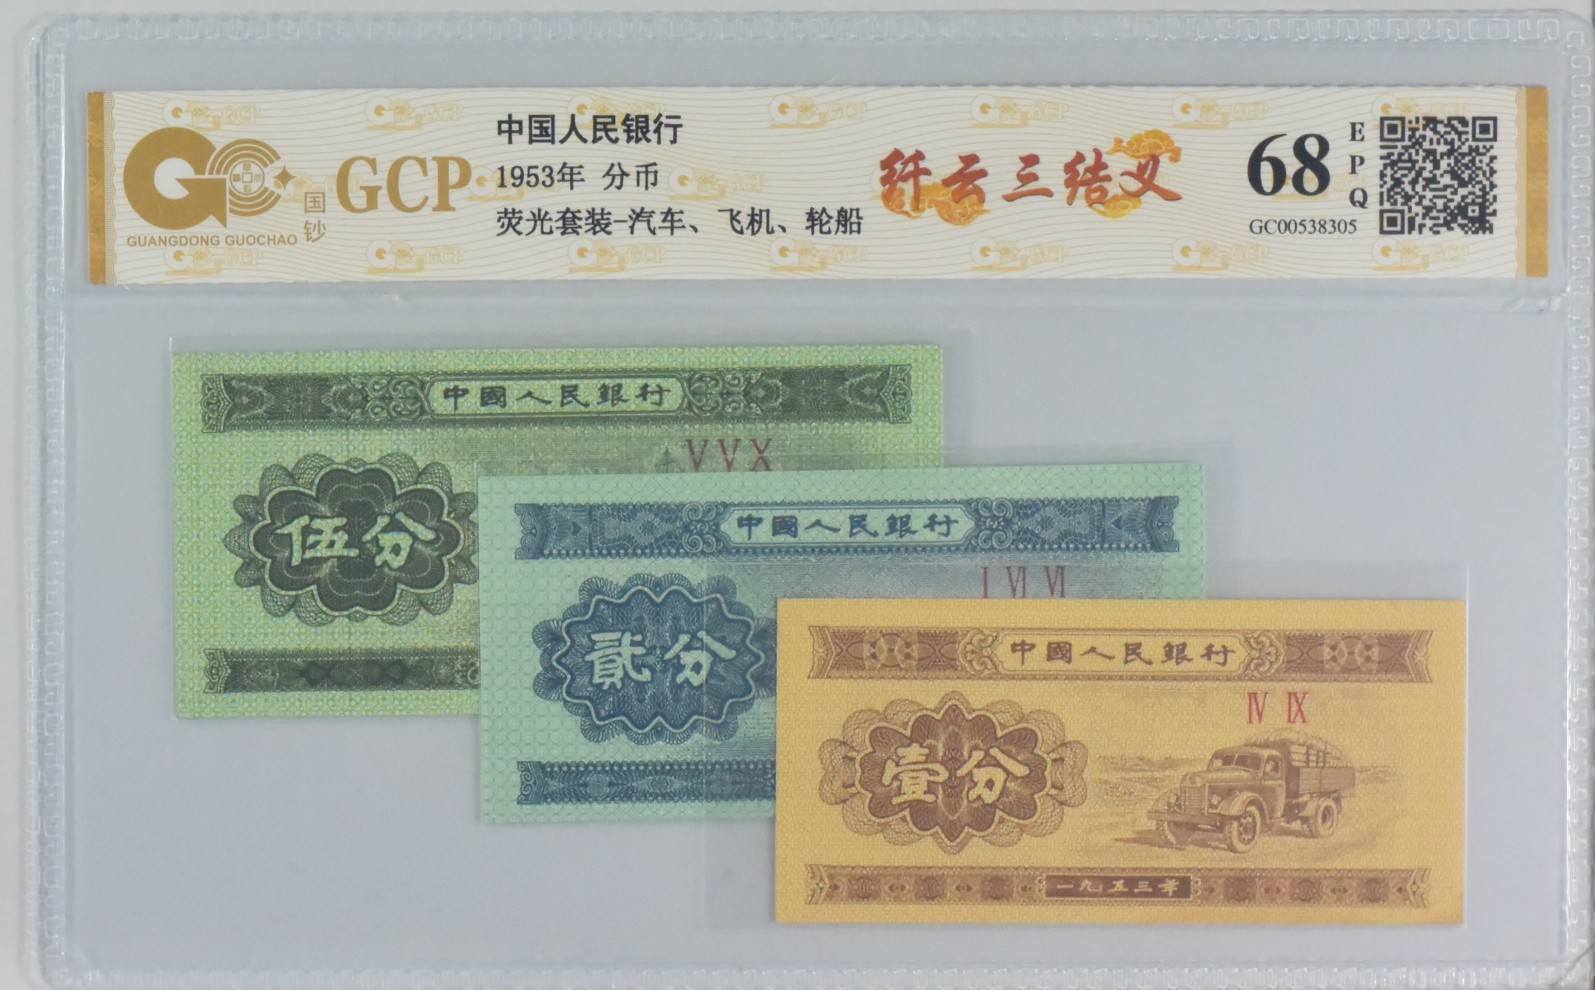 中国人民银行
1953年 分币
荧光套装-汽车、飞机、轮船
GCP
国钞
GUANGDONG GUOCHAO
纤云三结义
68
EPQ
GC00538305
中國人民銀行
VVX
伍分
中國人民銀行
I VI VI
貳分
中國人民銀行
IV IX
壹分
一九五三年